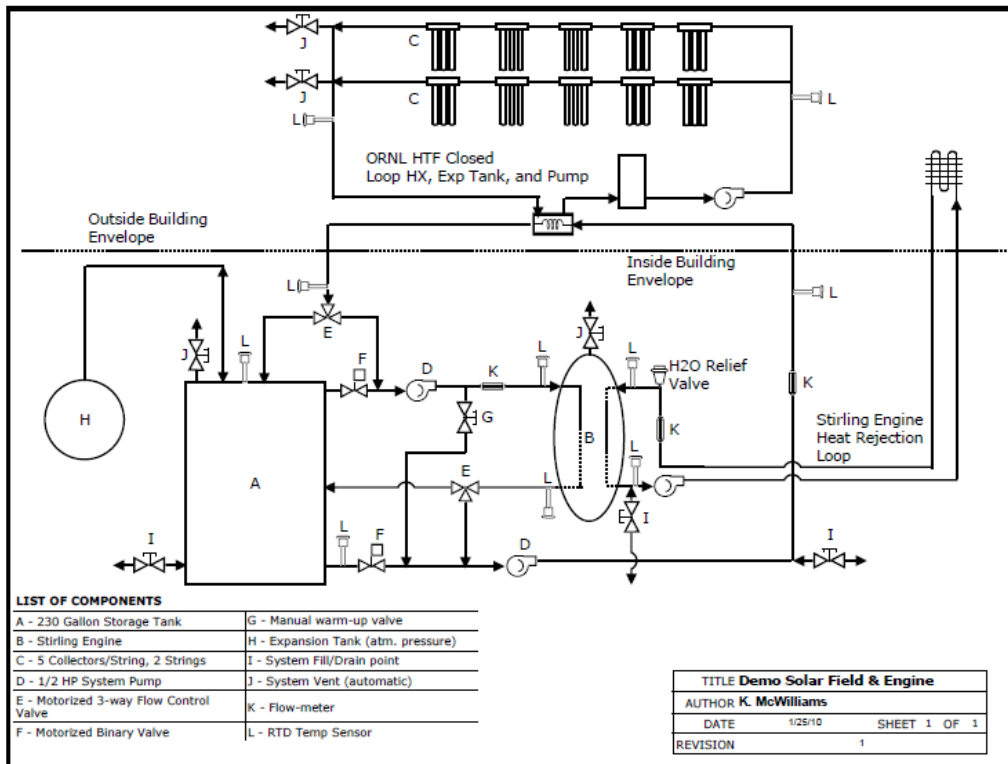 J
C
J
C
L
L
ORNL HTF Closed
Loop HX, Exp Tank, and Pump
Outside Building
Envelope
Inside Building
Envelope
L
L
E
J
L
J
F
D
K
L
L
H2O Relief
Valve
K
H
G
K
Stirling Engine
Heat Rejection
Loop
B
A
E
L
L
I
L
F
D
I
I
LIST OF COMPONENTS
A - 230 Gallon Storage Tank
G - Manual warm-up valve
B - Stirling Engine
H - Expansion Tank (atm. pressure)
C - 5 Collectors/String, 2 Strings
I - System Fill/Drain point
D - 1/2 HP System Pump
J - System Vent (automatic)
E - Motorized 3-way Flow Control
Valve
K - Flow-meter
F - Motorized Binary Valve
L - RTD Temp Sensor
TITLE Demo Solar Field & Engine
AUTHOR K. McWilliams
DATE 1/25/10 SHEET 1 OF 1
REVISION 1